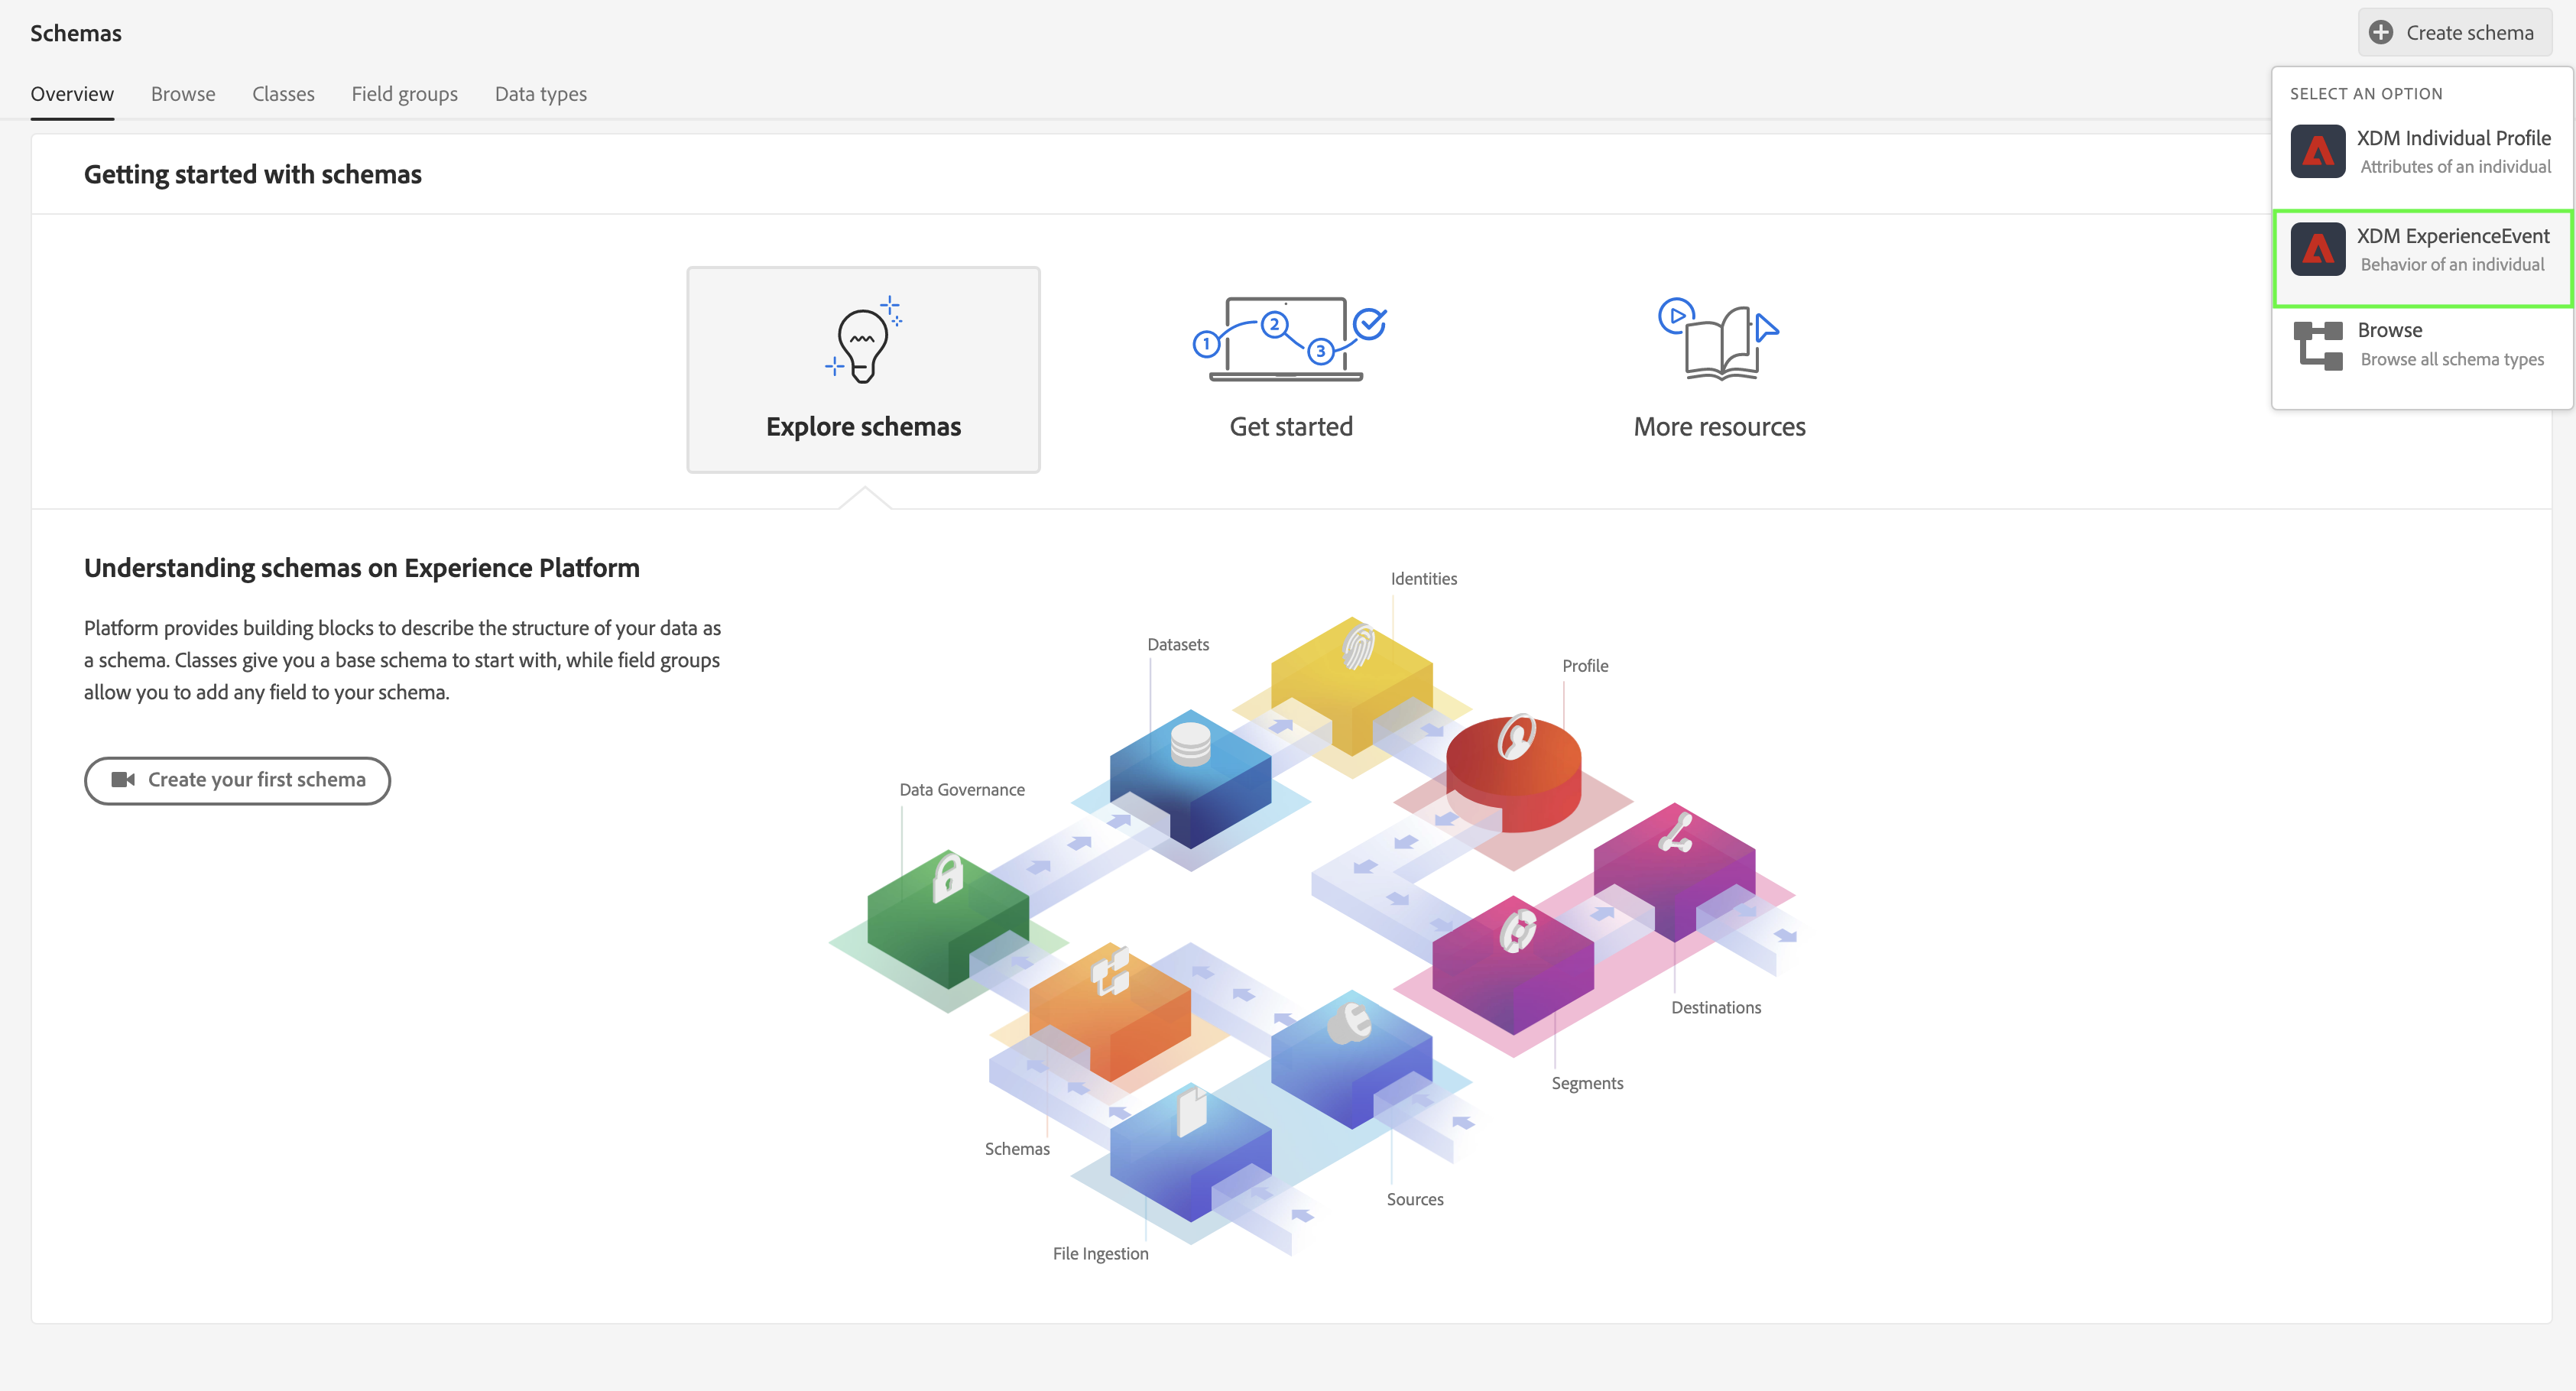 Schemas
Create schema
Overview
Browse
Classes
Field groups
Data types
SELECT AN OPTION
XDM Individual Profile
Attributes of an individual
XDM ExperienceEvent
Behavior of an individual
Browse
Browse all schema types
Getting started with schemas
1
2
3
Explore schemas
Get started
More resources
Understanding schemas on Experience Platform
Platform provides building blocks to describe the structure of your data as
a schema. Classes give you a base schema to start with, while field groups
allow you to add any field to your schema.
Create your first schema
Identities
Datasets
Profile
Data Governance
Destinations
Segments
Schemas
Sources
File Ingestion